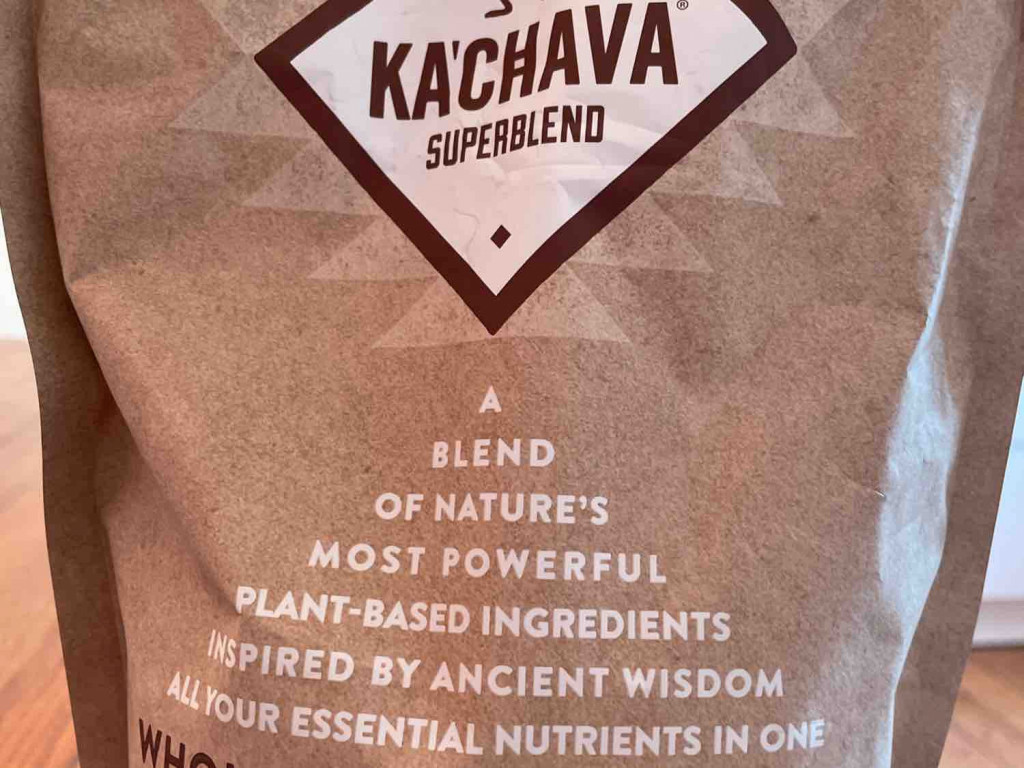 KA'CHAVA®
SUPERBLEND
A
BLEND
OF NATURE'S
MOST POWERFUL
PLANT-BASED INGREDIENTS
INSPIRED BY ANCIENT WISDOM
ALL YOUR ESSENTIAL NUTRIENTS IN ONE